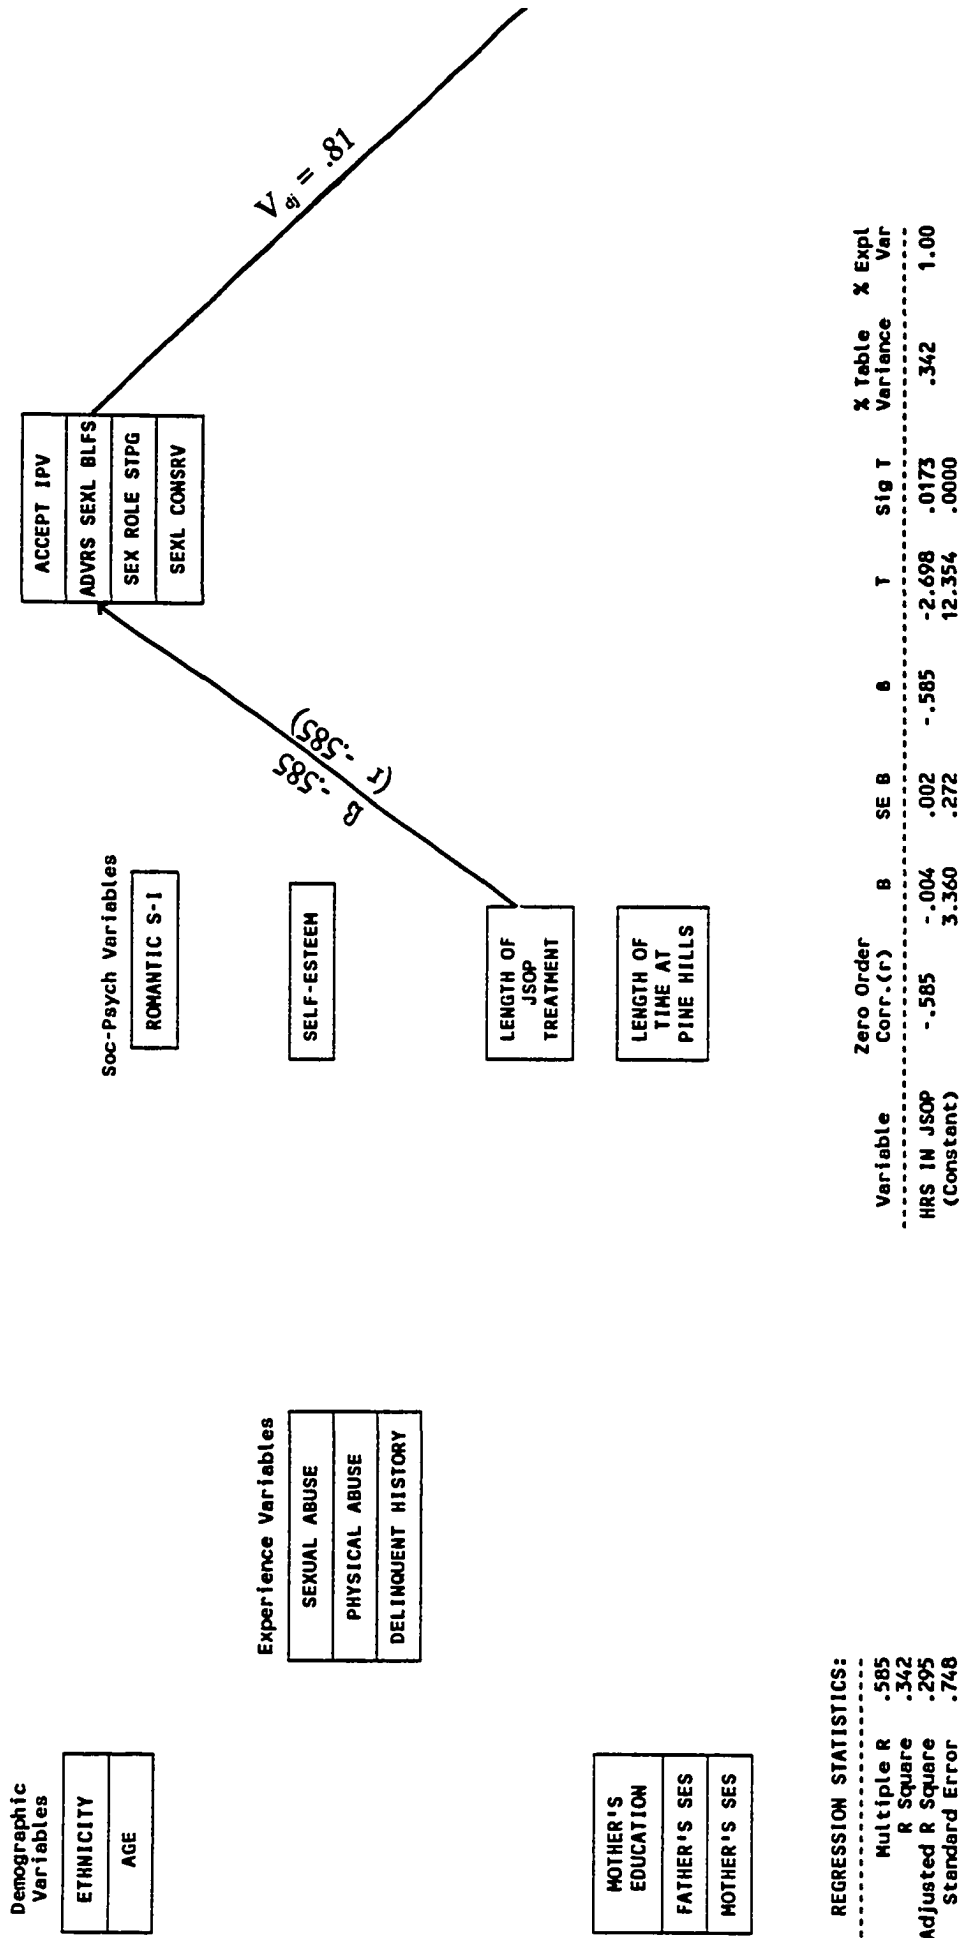 Demographic
Variables
ETHNICITY
AGE
Experience Variables
SEXUAL ABUSE
PHYSICAL ABUSE
DELINQUENT HISTORY
MOTHER'S
EDUCATION
FATHER'S SES
MOTHER'S SES
Soc-Psych Variables
ROMANTIC S-I
SELF-ESTEEM
LENGTH OF
JSOP
TREATMENT
LENGTH OF
TIME AT
PINE HILLS
ß -.585
(r -.585)
ACCEPT IPV
ADVRS SEXL BLFS
SEX ROLE STPG
SEXL CONSRV
V dj = .81
REGRESSION STATISTICS:
Multiple R .585
R Square .342
Adjusted R Square .295
Standard Error .748
Zero Order % Table % Expl
Variable Corr.(r) B SE B ß T Sig T Variance Var
HRS IN JSOP -.585 -.004 .002 -.585 -2.698 .0173 .342 1.00
(Constant) 3.360 .272 12.354 .0000